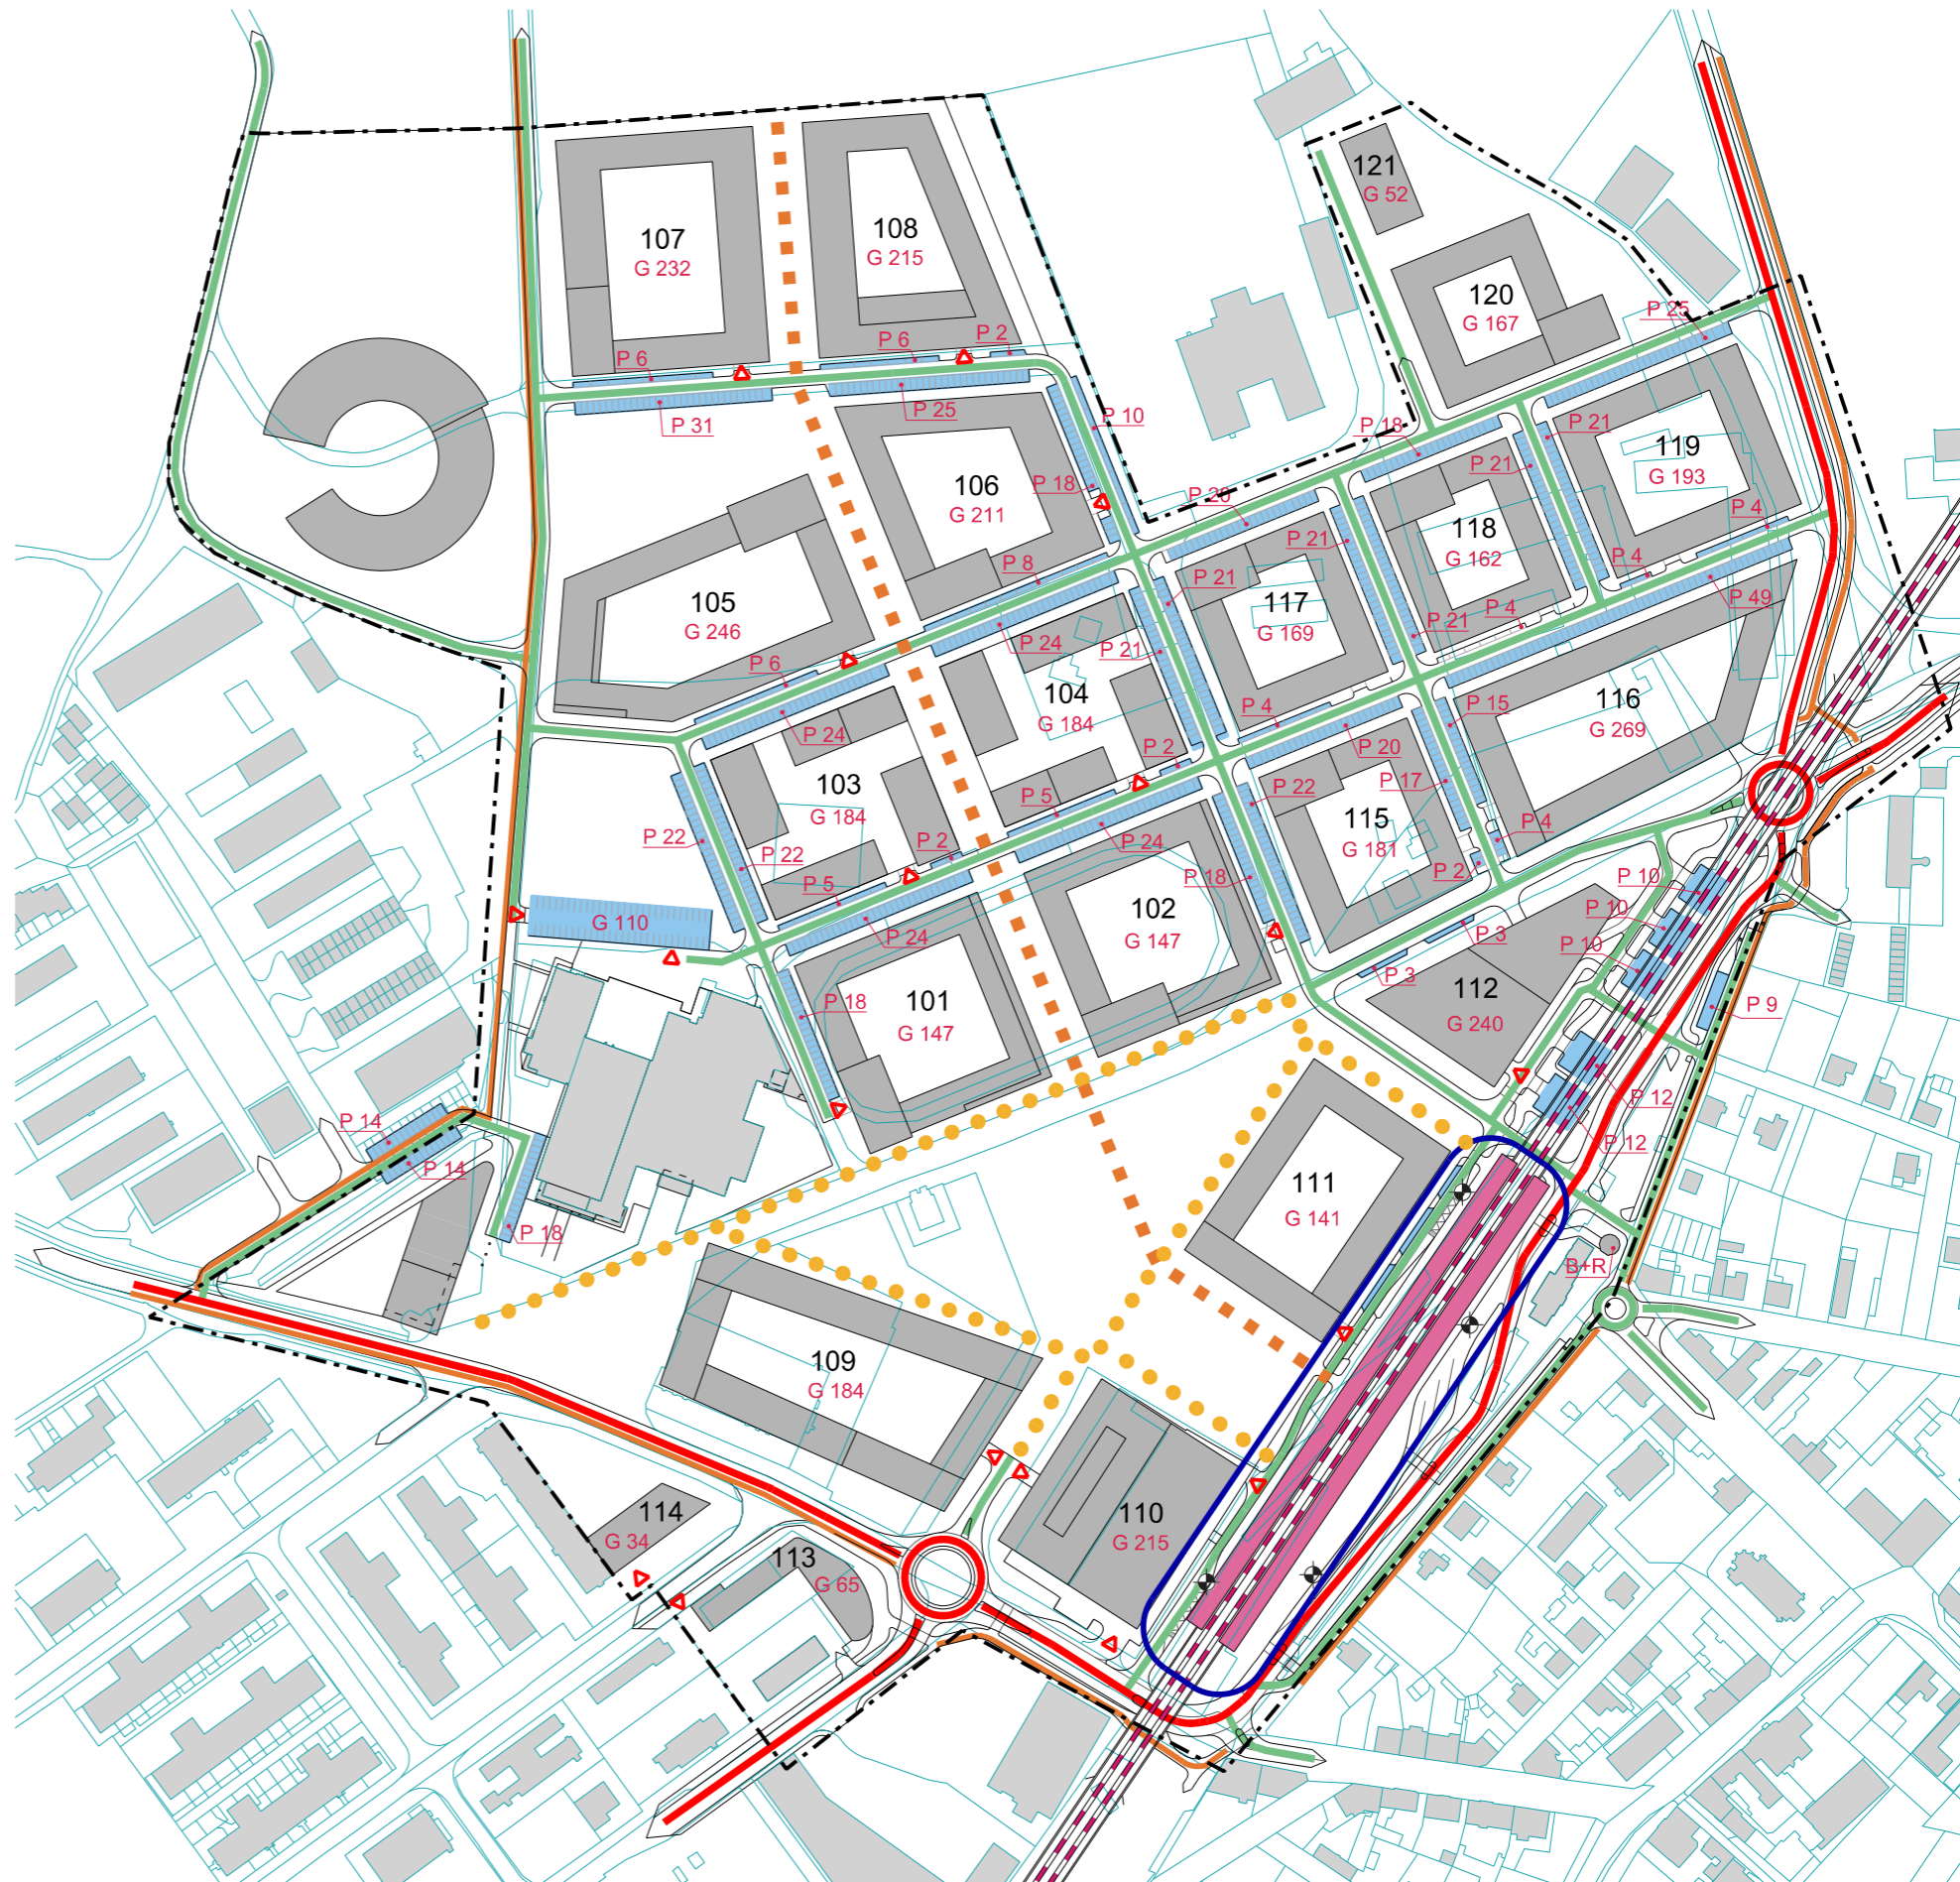 121
G 52
107
G 232
108
G 215
120
G 167
P 25
P 6
P 6
P 2
P 31
P 25
P 10
P 18
P 21
119
G 193
P 21
106
G 211
P 18
P 20
P 4
118
G 162
P 21
P 8
P 4
105
G 246
117
G 169
P 21
P 49
P 4
P 21
P 24
P 21
P 6
104
G 184
116
G 269
P 24
P 4
P 20
P 15
103
G 184
P 2
P 17
P 5
P 22
115
G 181
P 4
P 22
P 22
P 2
P 24
P 2
P 5
P 18
P 10
G 110
P 24
102
G 147
P 3
P 10
P 10
P 3
101
G 147
P 18
112
G 240
P 9
P 14
P 14
P 12
P 12
P 18
111
G 141
B+R
109
G 184
114
G 34
110
G 215
113
G 65